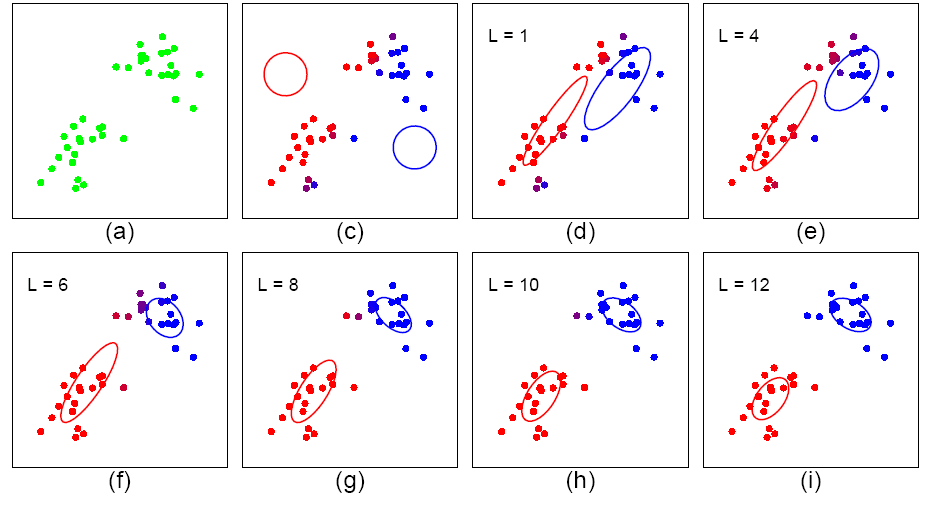 L = 1
L = 4
(a)
(c)
(d)
(e)
L = 6
L = 8
L = 10
L = 12
(f)
(g)
(h)
(i)